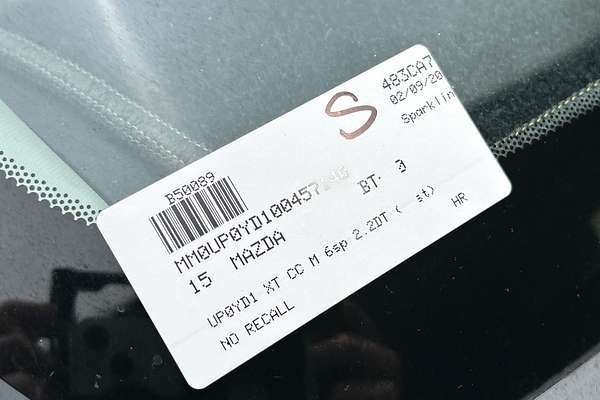 B50089
483CA7
02/09/20
Sparklin
S
MM0UP0YD100457
BT- 3
15 MAZDA
UP0YD1 XT CC M 6sp 2.2DT ( st)
HR
NO RECALL